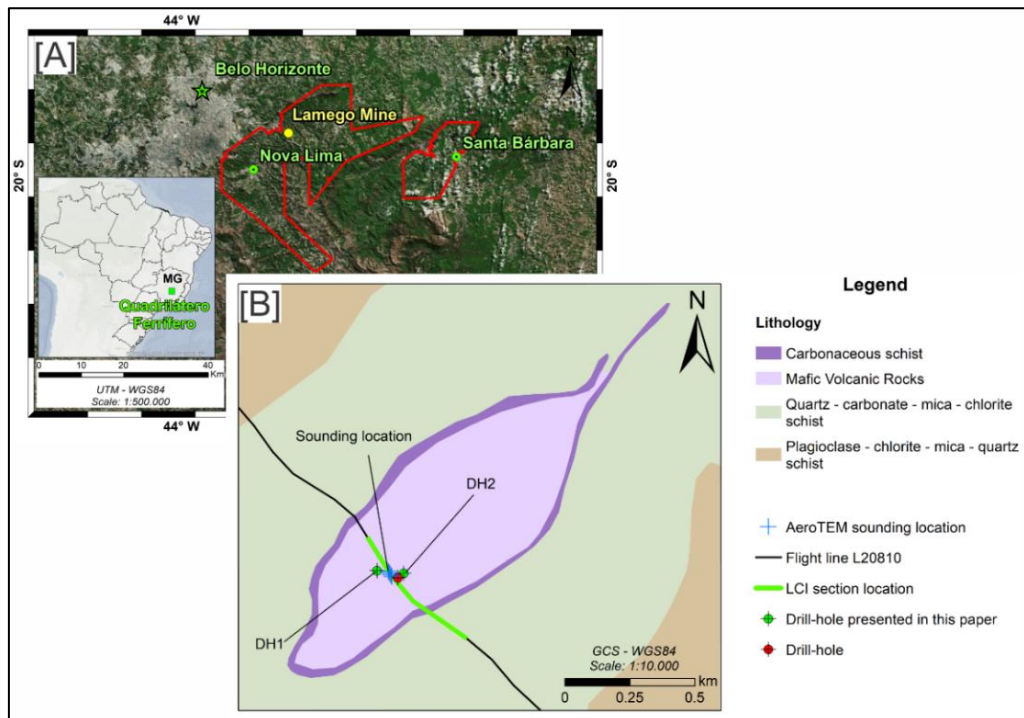 44° W
[A]
N
Belo Horizonte
Lamego Mine
Nova Lima
Santa Bárbara
20° S
20° S
MG
Quadrilátero
Ferrífero
0 10 20 40
Km
UTM - WGS84
Scale: 1:500.000
44° W
[B]
N
Sounding location
DH2
DH1
GCS - WGS84
Scale: 1:10.000
km
0 0.25 0.5
Legend
Lithology
Carbonaceous schist
Mafic Volcanic Rocks
Quartz - carbonate - mica - chlorite
schist
Plagioclase - chlorite - mica - quartz
schist
AeroTEM sounding location
Flight line L20810
LCI section location
Drill-hole presented in this paper
Drill-hole